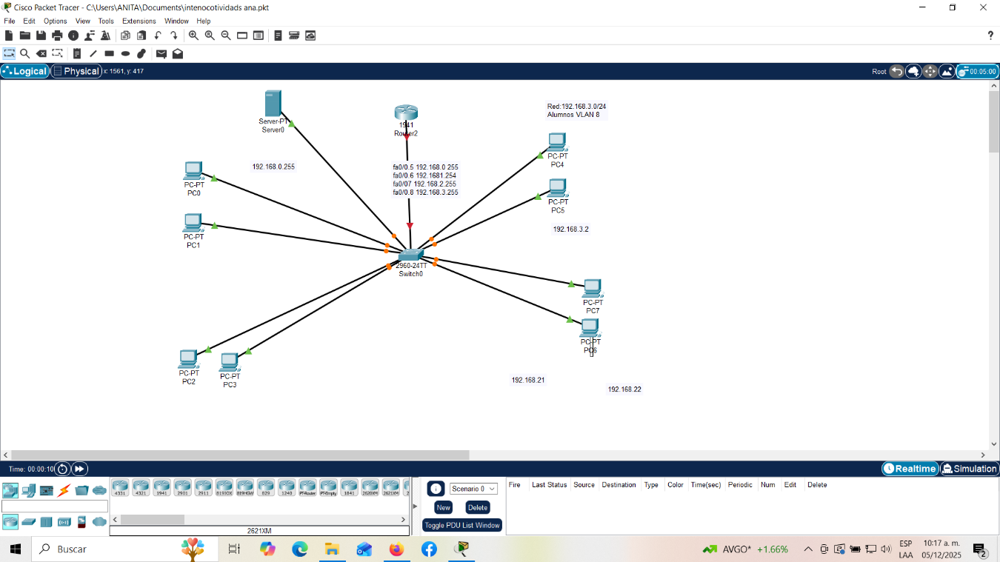 Cisco Packet Tracer - C:\Users\ANITA\Documents\intenocotividads ana.pkt
File Edit Options View Tools Extensions Window Help
Logical Physical x: 1561, y: 417 Root 00:05:00
Server-PT
Server0
1941
Router2
Red:192.168.3.0/24
Alumnos VLAN 8
PC-PT
PC4
192.168.0.255
fa0/0.5 192.168.0 255
fa0/0.6 192.1681.254
fa0/07 192.168.2.255
fa0/0.8 192.168.3.255
PC-PT
PC0
PC-PT
PC5
192.168.3.2
PC-PT
PC1
2960-24TT
Switch0
PC-PT
PC7
PC-PT
PC6
PC-PT
PC2
PC-PT
PC3
192.168.21
192.168.22
Time: 00:00:10 Realtime Simulation
4331 4321 1941 2901 2911 819IOX 819HGW 829 1240 PT-Router PT-Empty 1841 2620XM 2621XM 2
2621XM
Scenario 0
New Delete
Toggle PDU List Window
Fire Last Status Source Destination Type Color Time(sec) Periodic Num Edit Delete
Buscar
AVGO* +1.66%
ESP
LAA
10:17 a. m.
05/12/2025
2